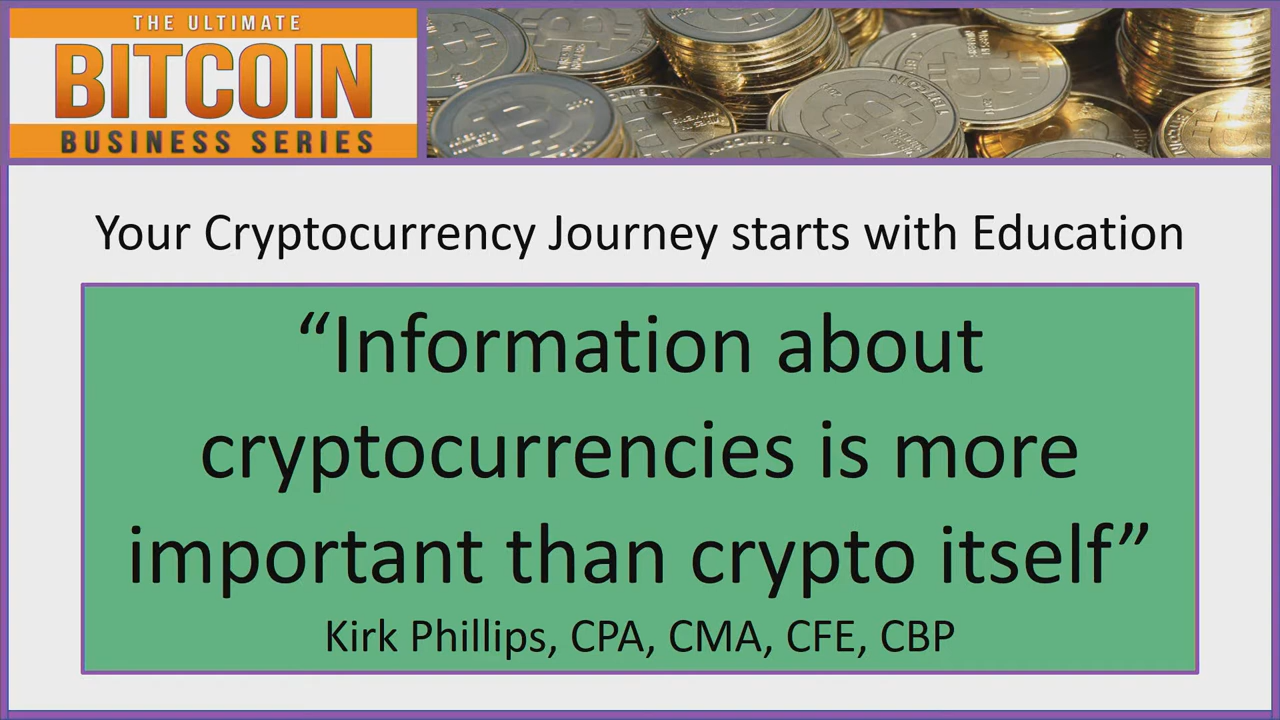 THE ULTIMATE
BITCOIN
BUSINESS SERIES
Your Cryptocurrency Journey starts with Education
“Information about
cryptocurrencies is more
important than crypto itself”
Kirk Phillips, CPA, CMA, CFE, CBP